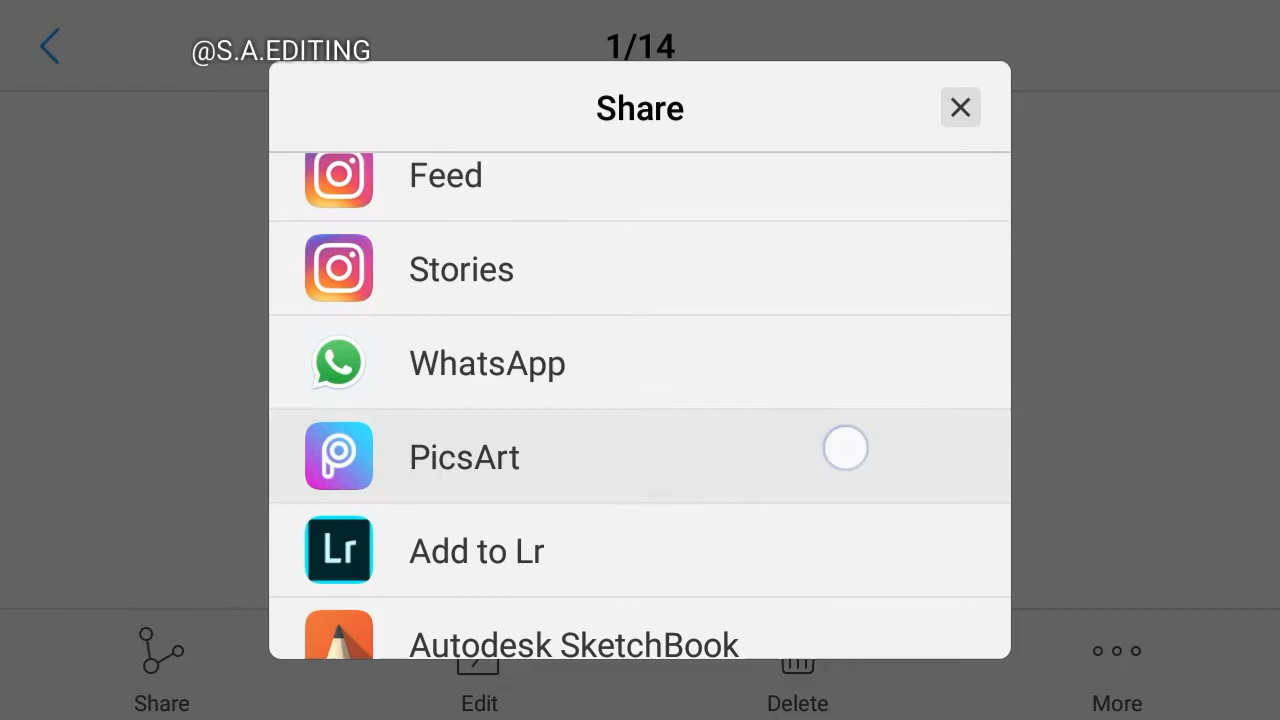 @S.A.EDITING
1/14
Share
Feed
Stories
WhatsApp
PicsArt
Lr
Add to Lr
Autodesk SketchBook
Share
Edit
Delete
More